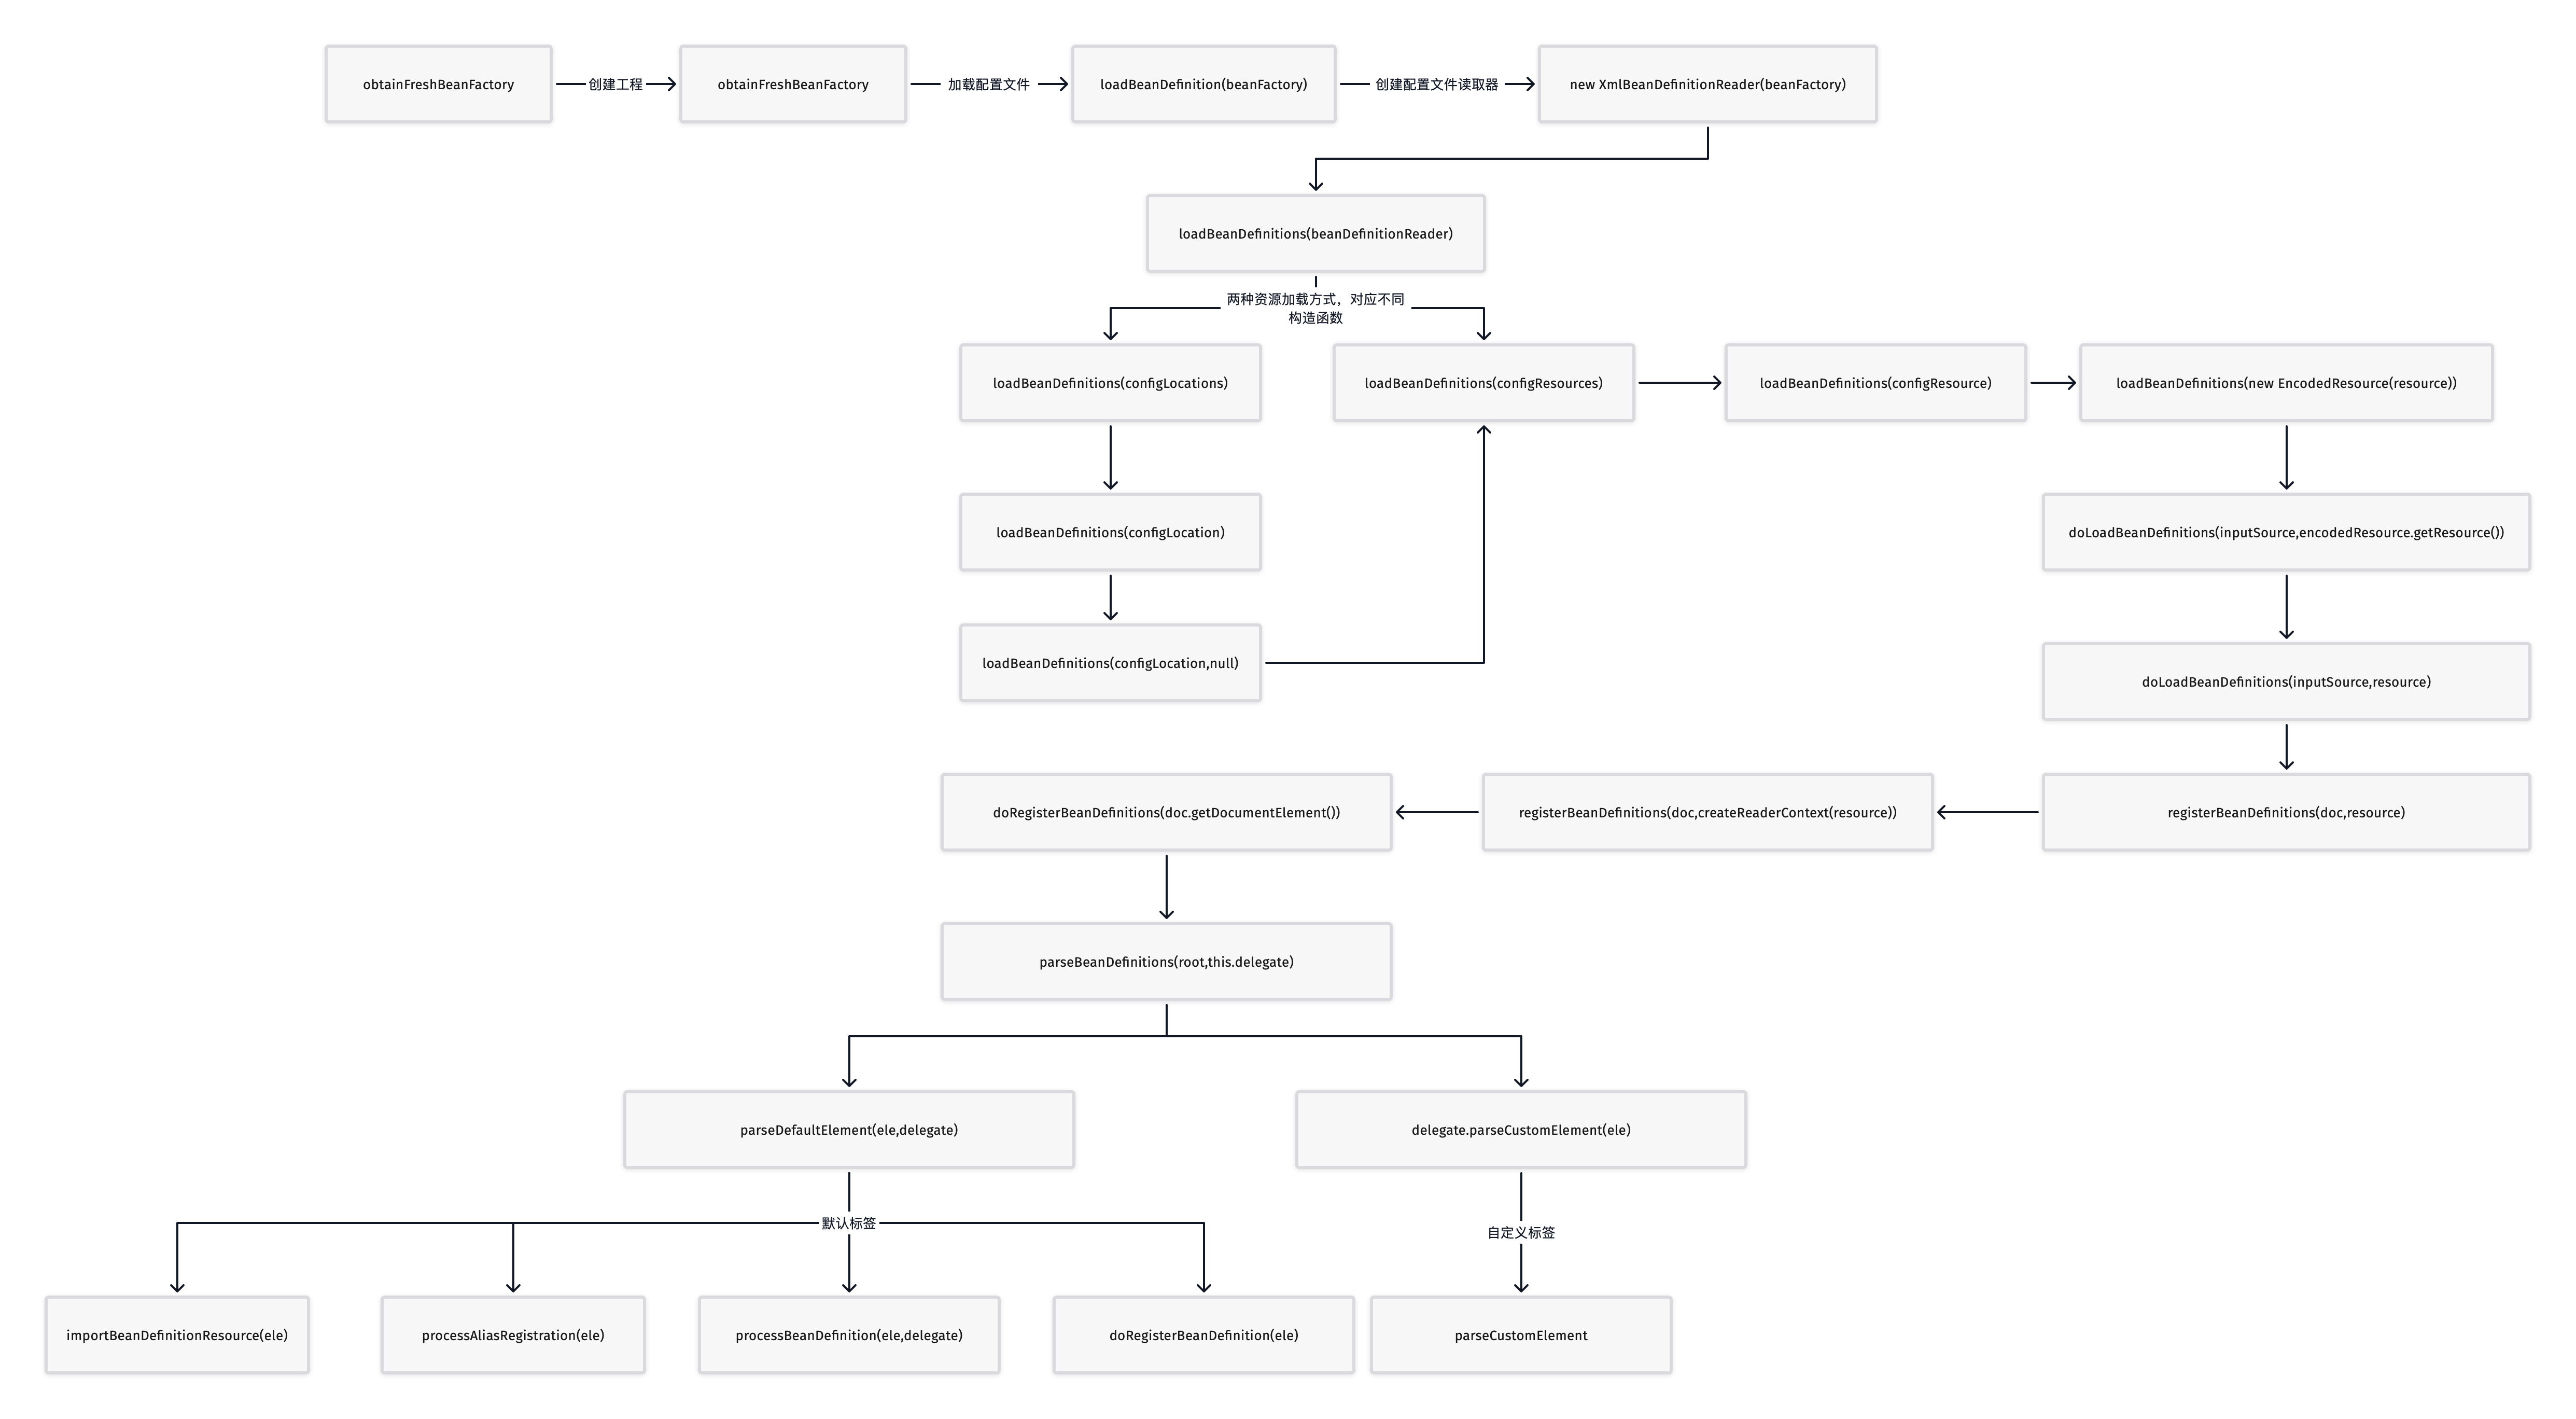 obtainFreshBeanFactory
创建工程
obtainFreshBeanFactory
加载配置文件
loadBeanDefinition(beanFactory)
创建配置文件读取器
new XmlBeanDefinitionReader(beanFactory)
loadBeanDefinitions(beanDefinitionReader)
两种资源加载方式，对应不同
构造函数
loadBeanDefinitions(configLocations)
loadBeanDefinitions(configResources)
loadBeanDefinitions(configResource)
loadBeanDefinitions(new EncodedResource(resource))
loadBeanDefinitions(configLocation)
doLoadBeanDefinitions(inputSource,encodedResource.getResource())
loadBeanDefinitions(configLocation,null)
doLoadBeanDefinitions(inputSource,resource)
doRegisterBeanDefinitions(doc.getDocumentElement())
registerBeanDefinitions(doc,createReaderContext(resource))
registerBeanDefinitions(doc,resource)
parseBeanDefinitions(root,this.delegate)
parseDefaultElement(ele,delegate)
delegate.parseCustomElement(ele)
默认标签
自定义标签
importBeanDefinitionResource(ele)
processAliasRegistration(ele)
processBeanDefinition(ele,delegate)
doRegisterBeanDefinition(ele)
parseCustomElement